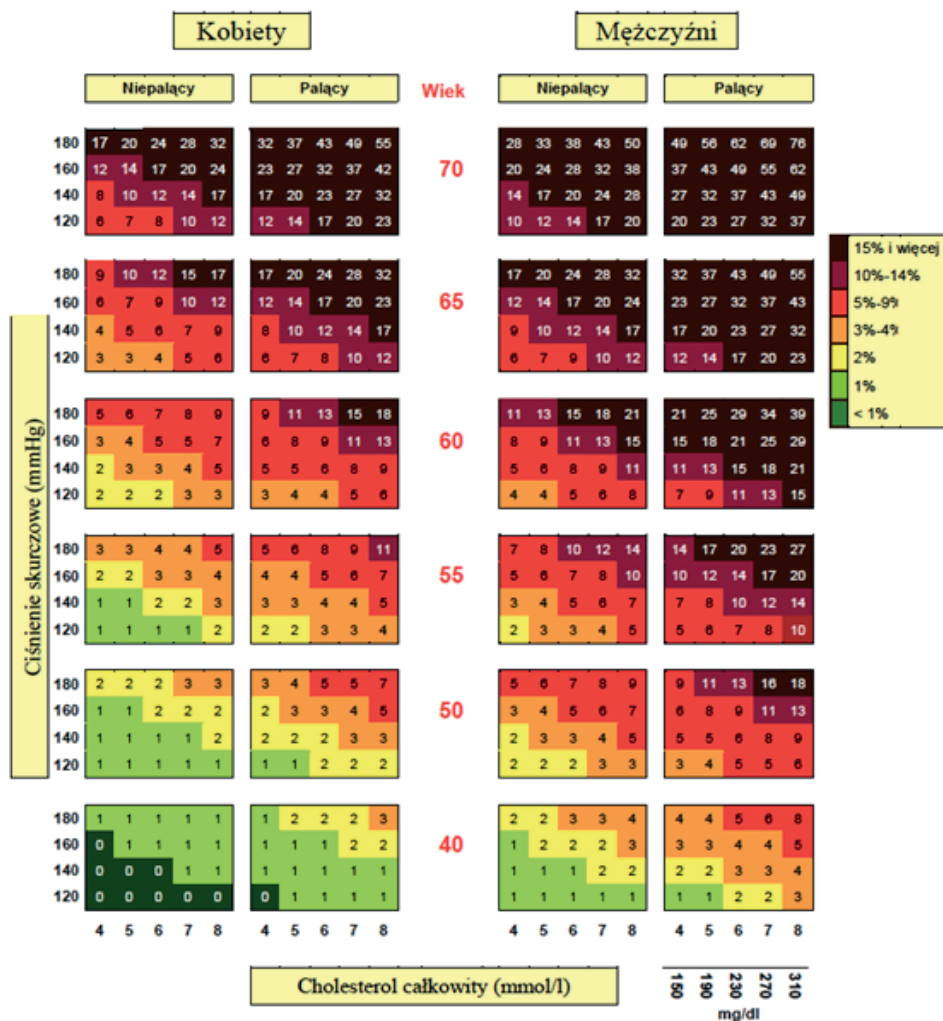 Kobiety Mężczyźni
Niepalący Palący Wiek Niepalący Palący
180 17 20 24 28 32 32 37 43 49 55 28 33 38 43 50 49 56 62 69 76
160 12 14 17 20 24 23 27 32 37 42 70 20 24 28 32 38 37 43 49 55 62
140 8 10 12 14 17 17 20 23 27 32 14 17 20 24 28 27 32 37 43 49
120 6 7 8 10 12 12 14 17 20 23 10 12 14 17 20 20 23 27 32 37
15% i więcej
10%-14%
5%-9%
3%-4%
2%
1%
< 1%
180 9 10 12 15 17 17 20 24 28 32 17 20 24 28 32 32 37 43 49 55
160 6 7 9 10 12 12 14 17 20 23 65 12 14 17 20 24 23 27 32 37 43
140 4 5 6 7 9 8 10 12 14 17 9 10 12 14 17 17 20 23 27 32
120 3 3 4 5 6 6 7 8 10 12 6 7 9 10 12 12 14 17 20 23
Ciśnienie skurczowe (mmHg)
180 5 6 7 8 9 9 11 13 15 18 11 13 15 18 21 21 25 29 34 39
160 3 4 5 5 7 6 8 9 11 13 60 8 9 11 13 15 15 18 21 25 29
140 2 3 3 4 5 5 5 6 8 9 5 6 8 9 11 11 13 15 18 21
120 2 2 2 3 3 3 4 4 5 6 4 4 5 6 8 7 9 11 13 15
180 3 3 4 4 5 5 6 8 9 11 7 8 10 12 14 14 17 20 23 27
160 2 2 3 3 4 4 4 5 6 7 55 5 6 7 8 10 10 12 14 17 20
140 1 1 2 2 3 3 3 4 4 5 3 4 5 6 7 7 8 10 12 14
120 1 1 1 1 2 2 2 3 3 4 2 3 3 4 5 5 6 7 8 10
180 2 2 2 3 3 3 4 5 5 7 5 6 7 8 9 9 11 13 16 18
160 1 1 2 2 2 2 3 3 4 5 50 3 4 5 6 7 6 8 9 11 13
140 1 1 1 1 2 2 2 2 3 3 2 3 3 4 5 5 5 6 8 9
120 1 1 1 1 1 1 1 2 2 2 2 2 2 3 3 3 4 5 5 6
180 1 1 1 1 1 1 2 2 2 3 2 2 3 3 4 4 4 5 6 8
160 0 1 1 1 1 1 1 1 2 2 40 1 2 2 2 3 3 3 4 4 5
140 0 0 0 1 1 1 1 1 1 1 1 1 1 2 2 2 2 3 3 4
120 0 0 0 0 0 0 1 1 1 1 1 1 1 1 1 1 1 2 2 3
4 5 6 7 8 4 5 6 7 8 4 5 6 7 8 4 5 6 7 8
Cholesterol całkowity (mmol/l)
150 190 230 270 310
mg/dl